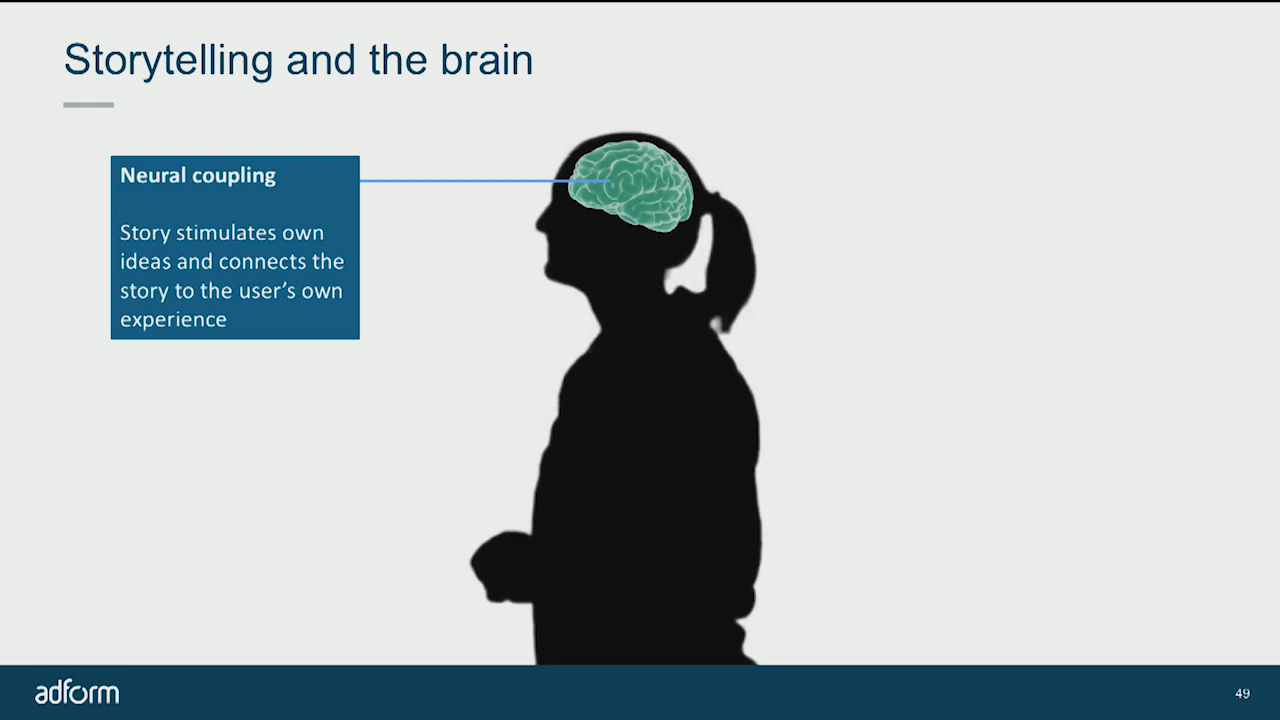 Storytelling and the brain
Neural coupling
Story stimulates own
ideas and connects the
story to the user’s own
experience
adform
49